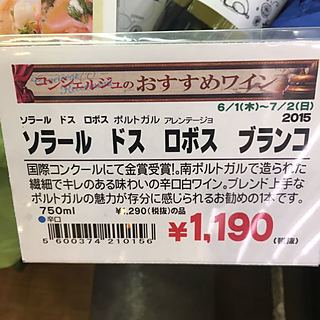 コンシェルジュのおすすめワイン
6/1(木)~7/2(日)
ソラール ドス ロボス ポルトガル アレンテージョ 2015
ソラール ドス ロボス ブランコ
国際コンクールにて金賞受賞!。南ポルトガルで造られた
繊細でキレのある味わいの辛口白ワイン。ブレンド上手な
ポルトガルの魅力が存分に感じられるお勧めの1本です。
750ml ¥1,290(税抜)の品
●辛口
5600374210156
¥1,190(税抜)